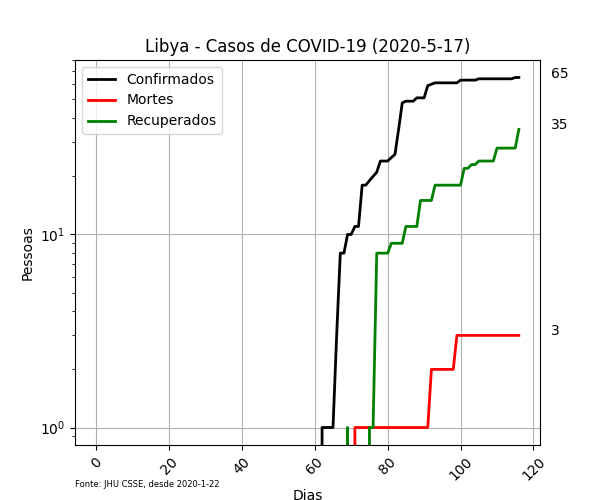 Libya - Casos de COVID-19 (2020-5-17)
Confirmados
Mortes
Recuperados
65
35
3
Pessoas
10¹
10⁰
0 20 40 60 80 100 120
Dias
Fonte: JHU CSSE, desde 2020-1-22